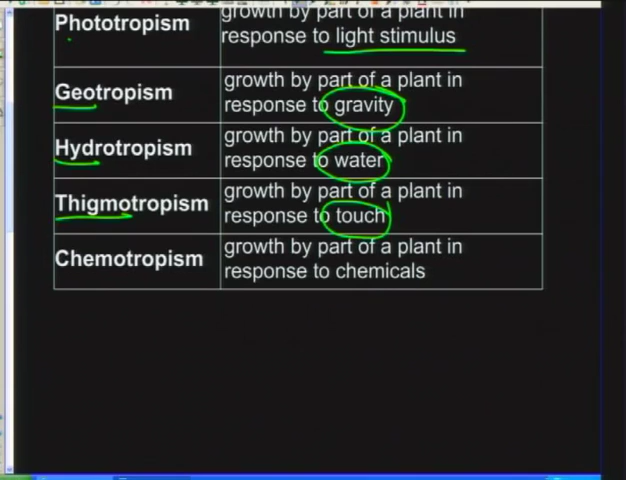 Phototropism
growth by part of a plant in
response to light stimulus
Geotropism
growth by part of a plant in
response to gravity
Hydrotropism
growth by part of a plant in
response to water
Thigmotropism
growth by part of a plant in
response to touch
Chemotropism
growth by part of a plant in
response to chemicals